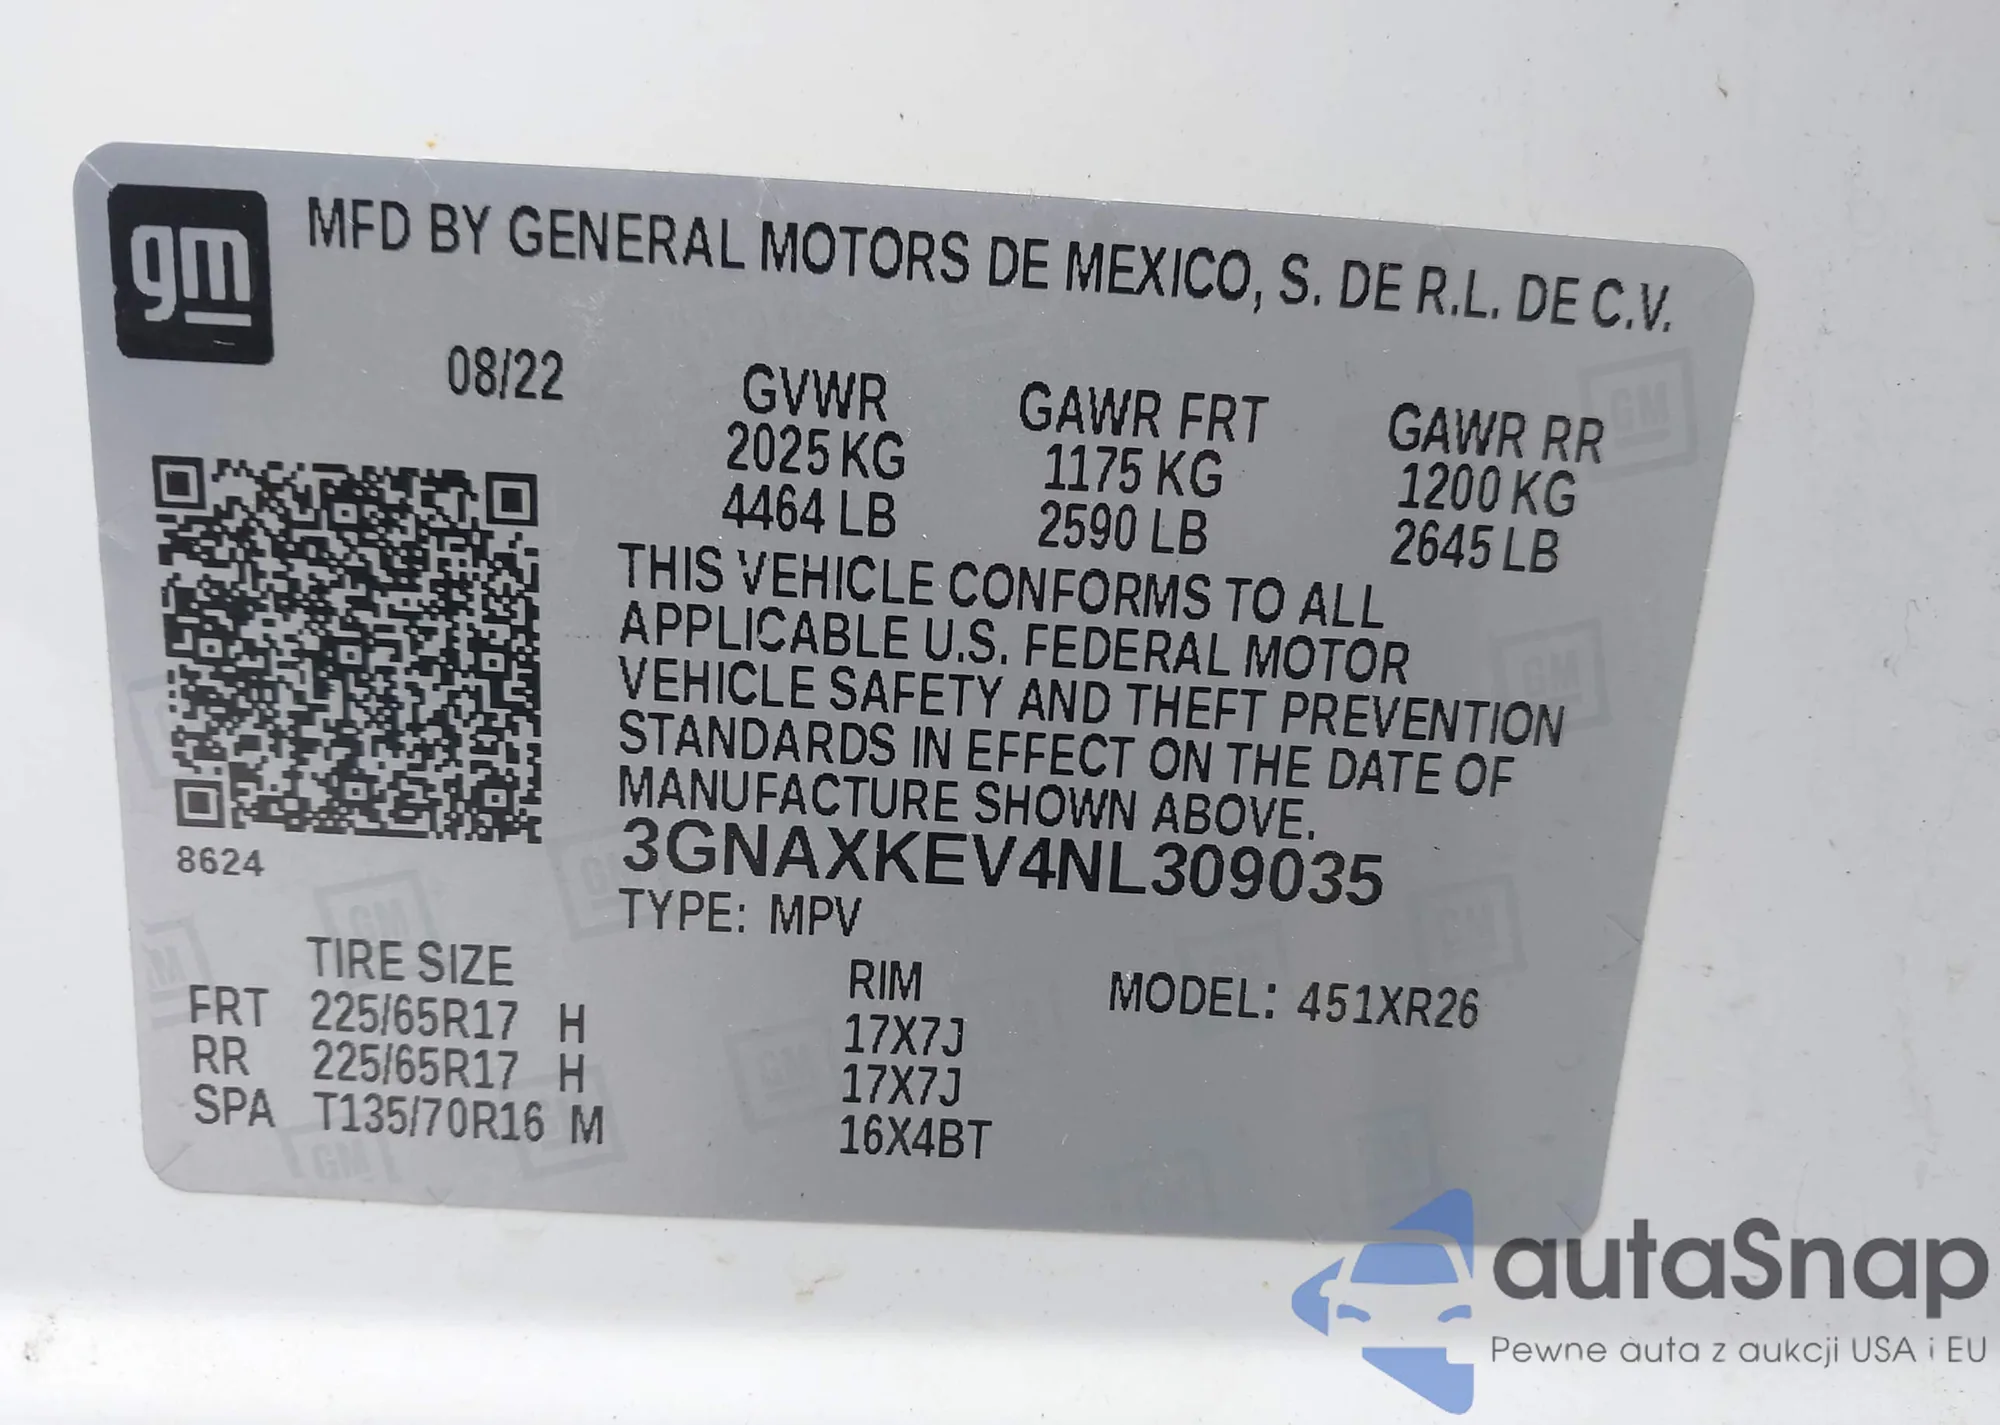 gm
MFD BY GENERAL MOTORS DE MEXICO, S. DE R.L. DE C.V.
08/22
GVWR GAWR FRT GAWR RR
2025 KG 1175 KG 1200 KG
4464 LB 2590 LB 2645 LB
THIS VEHICLE CONFORMS TO ALL
APPLICABLE U.S. FEDERAL MOTOR
VEHICLE SAFETY AND THEFT PREVENTION
STANDARDS IN EFFECT ON THE DATE OF
MANUFACTURE SHOWN ABOVE.
3GNAXKEV4NL309035
8624
TYPE: MPV
TIRE SIZE RIM MODEL: 451XR26
FRT 225/65R17 H 17X7J
RR 225/65R17 H 17X7J
SPA T135/70R16 M 16X4BT
autaSnap
Pewne auta z aukcji USA i EU